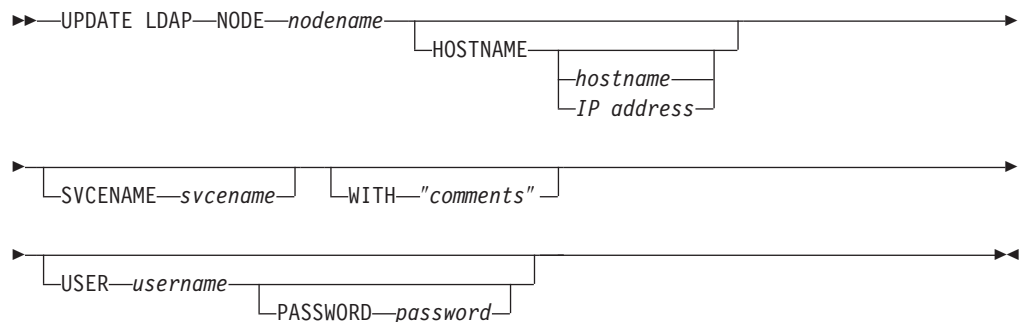 UPDATE LDAP NODE nodename
HOSTNAME
hostname
IP address
SVCENAME svcename WITH "comments"
USER username
PASSWORD password